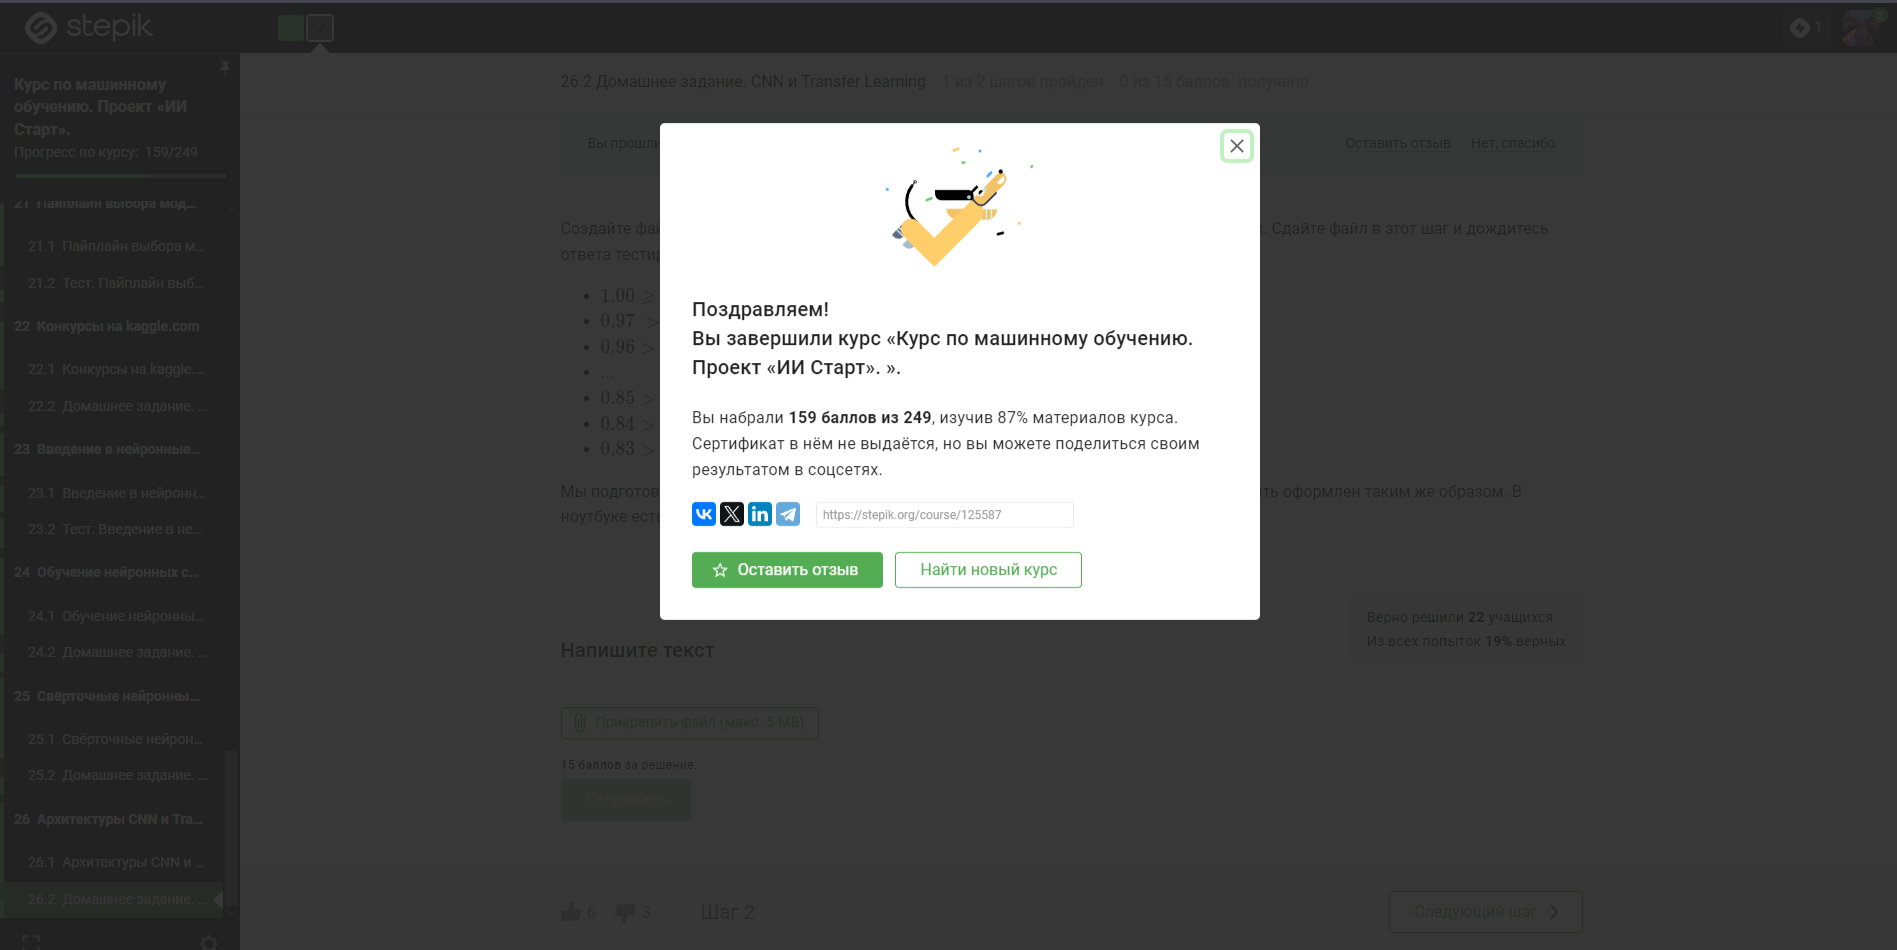 stepik
1
2
Курс по машинному
обучению. Проект «ИИ
Старт».
Прогресс по курсу: 159/249
21 Пайплайн выбора мод...
21.1 Пайплайн выбора м...
21.2 Тест. Пайплайн выб...
22 Конкурсы на kaggle.com
22.1 Конкурсы на kaggle....
22.2 Домашнее задание. ...
23 Введение в нейронные...
23.1 Введение в нейронн...
23.2 Тест. Введение в не...
24 Обучение нейронных с...
24.1 Обучение нейронны...
24.2 Домашнее задание. ...
25 Свёрточные нейронны...
25.1 Свёрточные нейрон...
25.2 Домашнее задание. ...
26 Архитектуры CNN и Tra...
26.1 Архитектуры CNN и ...
26.2 Домашнее задание. ...
26.2 Домашнее задание. CNN и Transfer Learning 1 из 2 шагов пройден 0 из 15 баллов получено
Вы прошли
Оставить отзыв Нет, спасибо
Создайте
. Сдайте файл в этот шаг и дождитесь
ответа
• 1.00 ⩾
• 0.97 >
• 0.96 >
• ...
• 0.85 >
• 0.84 >
• 0.83 >
Мы
оформлен таким же образом. В
ноутбуке
Поздравляем!
Вы завершили курс «Курс по машинному обучению.
Проект «ИИ Старт». ».
Вы набрали 159 баллов из 249, изучив 87% материалов курса.
Сертификат в нём не выдаётся, но вы можете поделиться своим
результатом в соцсетях.
https://stepik.org/course/125587
Оставить отзыв
Найти новый курс
Верно решили 22 учащихся
Из всех попыток 19% верных
Напишите текст
Прикрепить файл (макс. 5 MB)
15 баллов за решение.
Отправить
6 3 Шаг 2
Следующий шаг